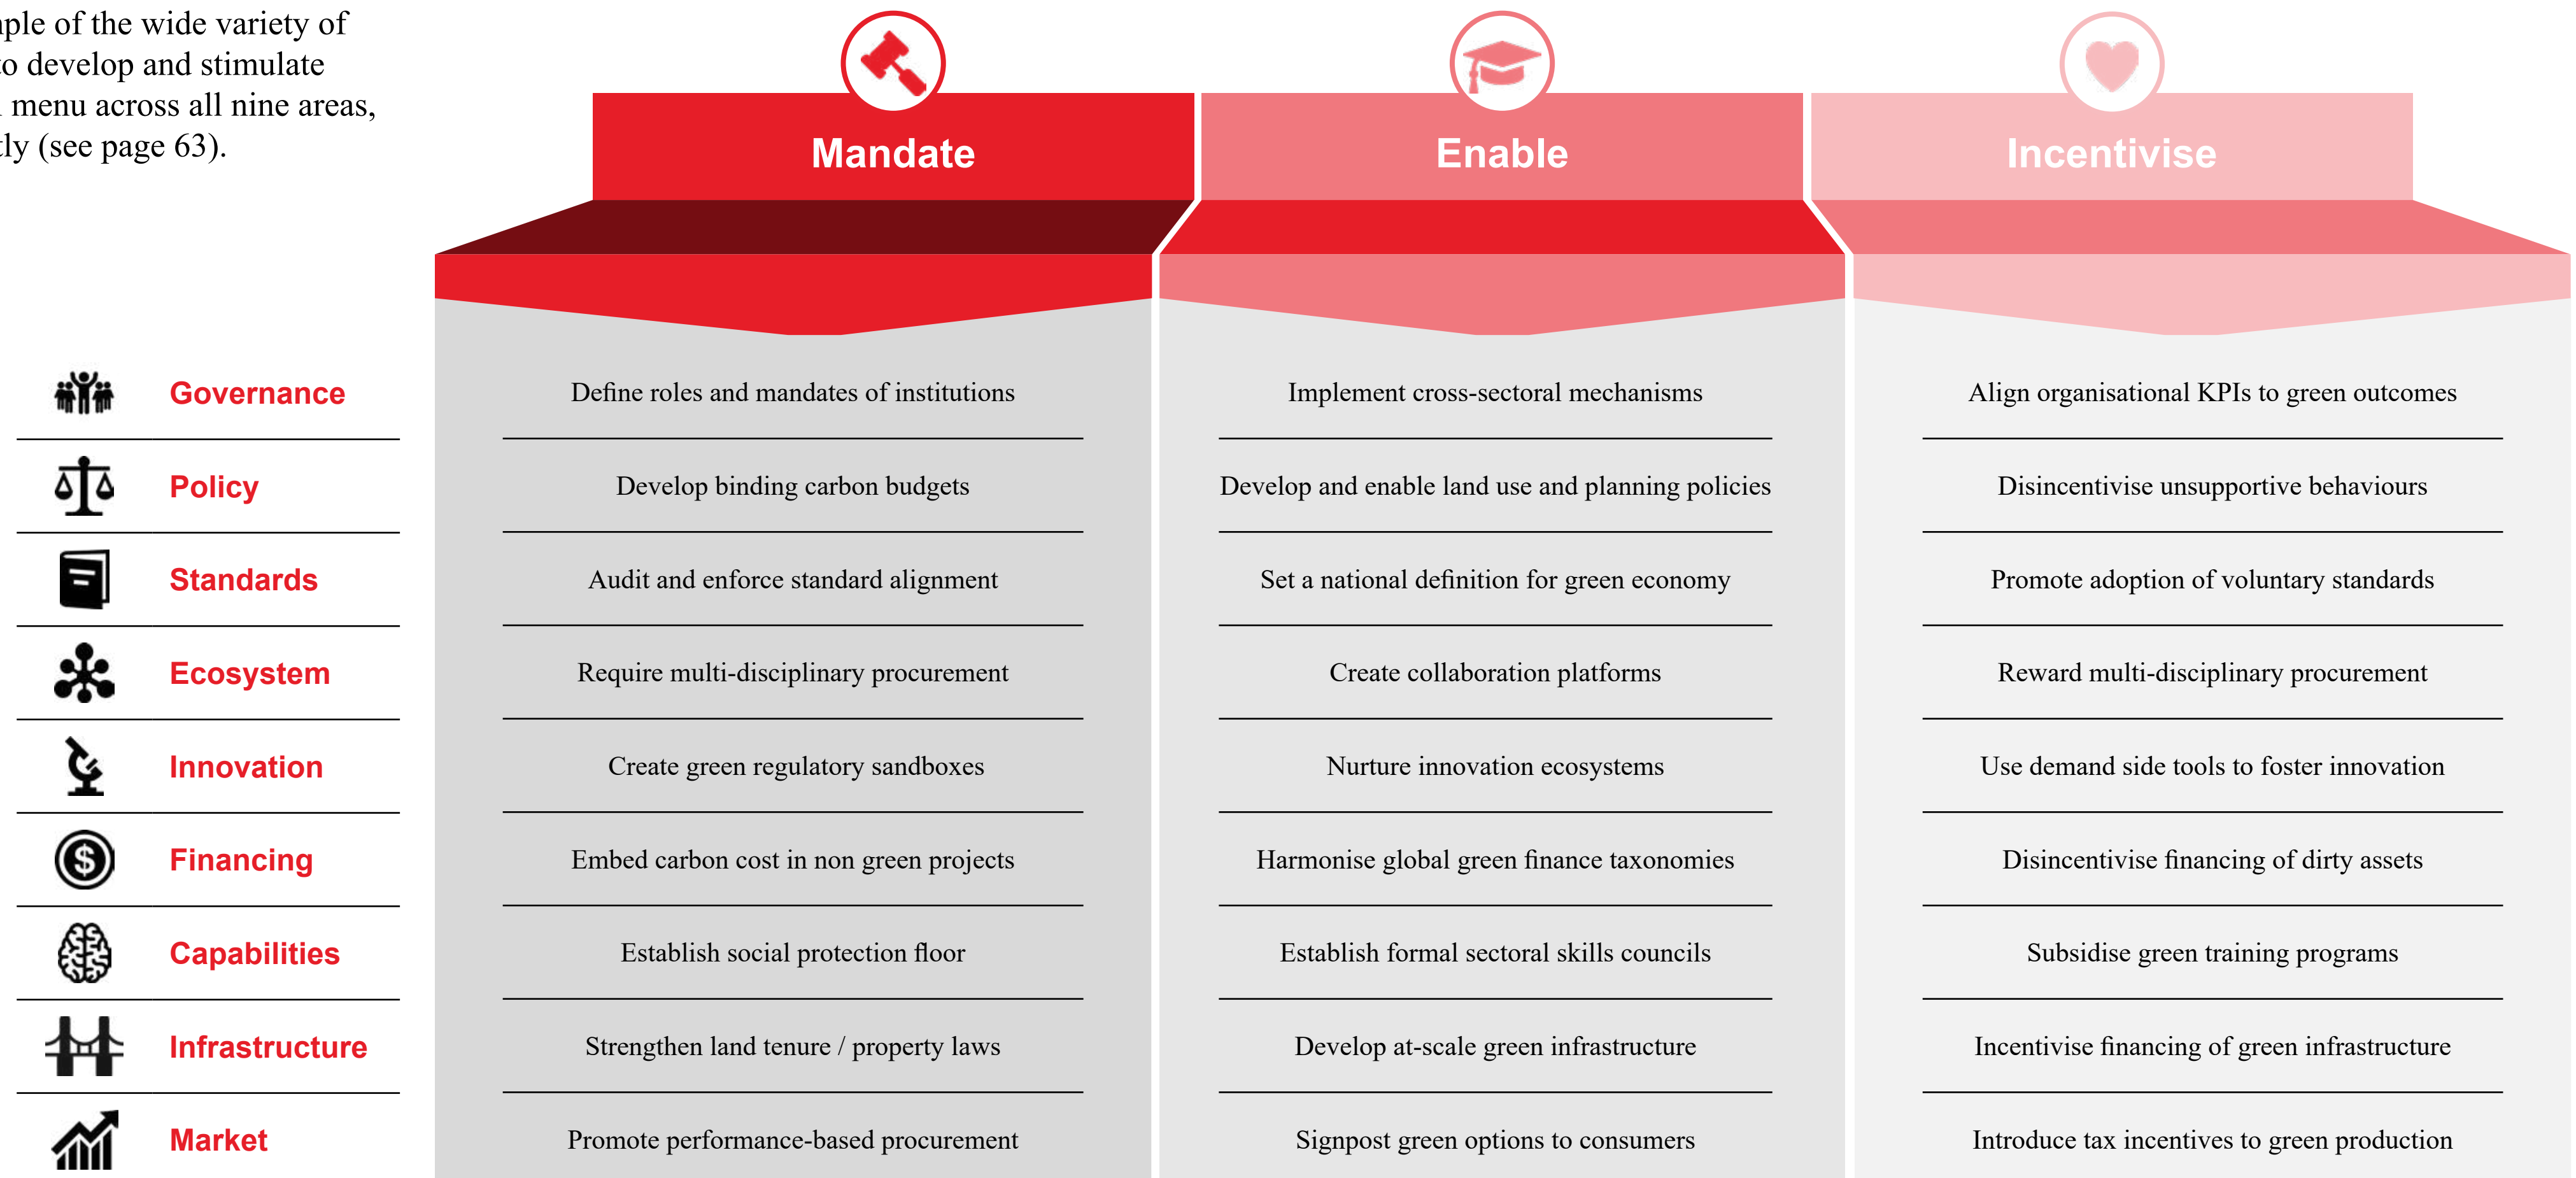 of the wide variety of
to develop and stimulate
menu across all nine areas,
(see page 63).
Mandate
Enable
Incentivise
Governance
Define roles and mandates of institutions
Implement cross-sectoral mechanisms
Align organisational KPIs to green outcomes
Policy
Develop binding carbon budgets
Develop and enable land use and planning policies
Disincentivise unsupportive behaviours
Standards
Audit and enforce standard alignment
Set a national definition for green economy
Promote adoption of voluntary standards
Ecosystem
Require multi-disciplinary procurement
Create collaboration platforms
Reward multi-disciplinary procurement
Innovation
Create green regulatory sandboxes
Nurture innovation ecosystems
Use demand side tools to foster innovation
Financing
Embed carbon cost in non green projects
Harmonise global green finance taxonomies
Disincentivise financing of dirty assets
Capabilities
Establish social protection floor
Establish formal sectoral skills councils
Subsidise green training programs
Infrastructure
Strengthen land tenure / property laws
Develop at-scale green infrastructure
Incentivise financing of green infrastructure
Market
Promote performance-based procurement
Signpost green options to consumers
Introduce tax incentives to green production